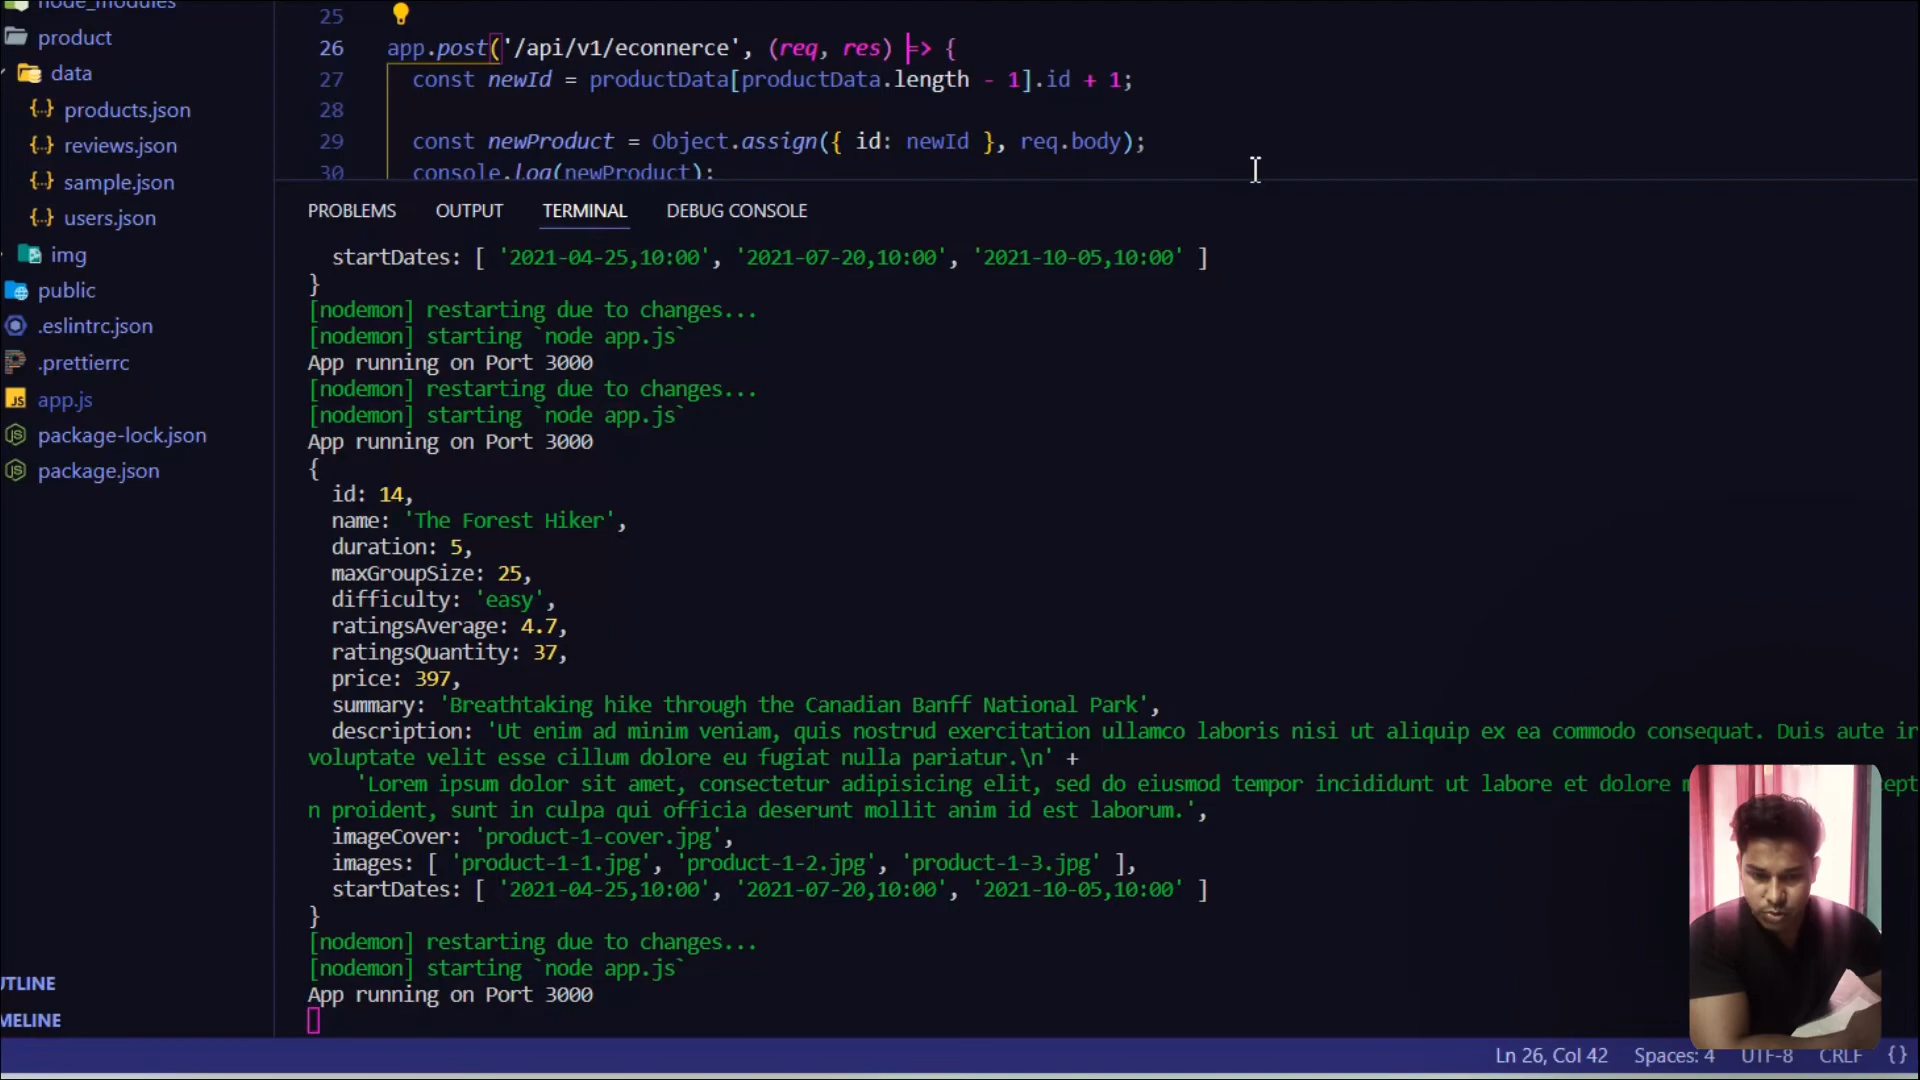 node_modules
product
data
products.json
reviews.json
sample.json
users.json
img
public
.eslintrc.json
.prettierrc
JS app.js
package-lock.json
package.json
UTLINE
MELINE
25
26 app.post('/api/v1/econnerce', (req, res) => {
27 const newId = productData[productData.length - 1].id + 1;
28
29 const newProduct = Object.assign({ id: newId }, req.body);
30 console.log(newProduct);
PROBLEMS OUTPUT TERMINAL DEBUG CONSOLE
startDates: [ '2021-04-25,10:00', '2021-07-20,10:00', '2021-10-05,10:00' ]
}
[nodemon] restarting due to changes...
[nodemon] starting `node app.js`
App running on Port 3000
[nodemon] restarting due to changes...
[nodemon] starting `node app.js`
App running on Port 3000
{
id: 14,
name: 'The Forest Hiker',
duration: 5,
maxGroupSize: 25,
difficulty: 'easy',
ratingsAverage: 4.7,
ratingsQuantity: 37,
price: 397,
summary: 'Breathtaking hike through the Canadian Banff National Park',
description: 'Ut enim ad minim veniam, quis nostrud exercitation ullamco laboris nisi ut aliquip ex ea commodo consequat. Duis aute ir
voluptate velit esse cillum dolore eu fugiat nulla pariatur.\n' +
'Lorem ipsum dolor sit amet, consectetur adipisicing elit, sed do eiusmod tempor incididunt ut labore et dolore
n proident, sunt in culpa qui officia deserunt mollit anim id est laborum.',
imageCover: 'product-1-cover.jpg',
images: [ 'product-1-1.jpg', 'product-1-2.jpg', 'product-1-3.jpg' ],
startDates: [ '2021-04-25,10:00', '2021-07-20,10:00', '2021-10-05,10:00' ]
}
[nodemon] restarting due to changes...
[nodemon] starting `node app.js`
App running on Port 3000
Ln 26, Col 42 Spaces: 4 UTF-8 CRLF {}